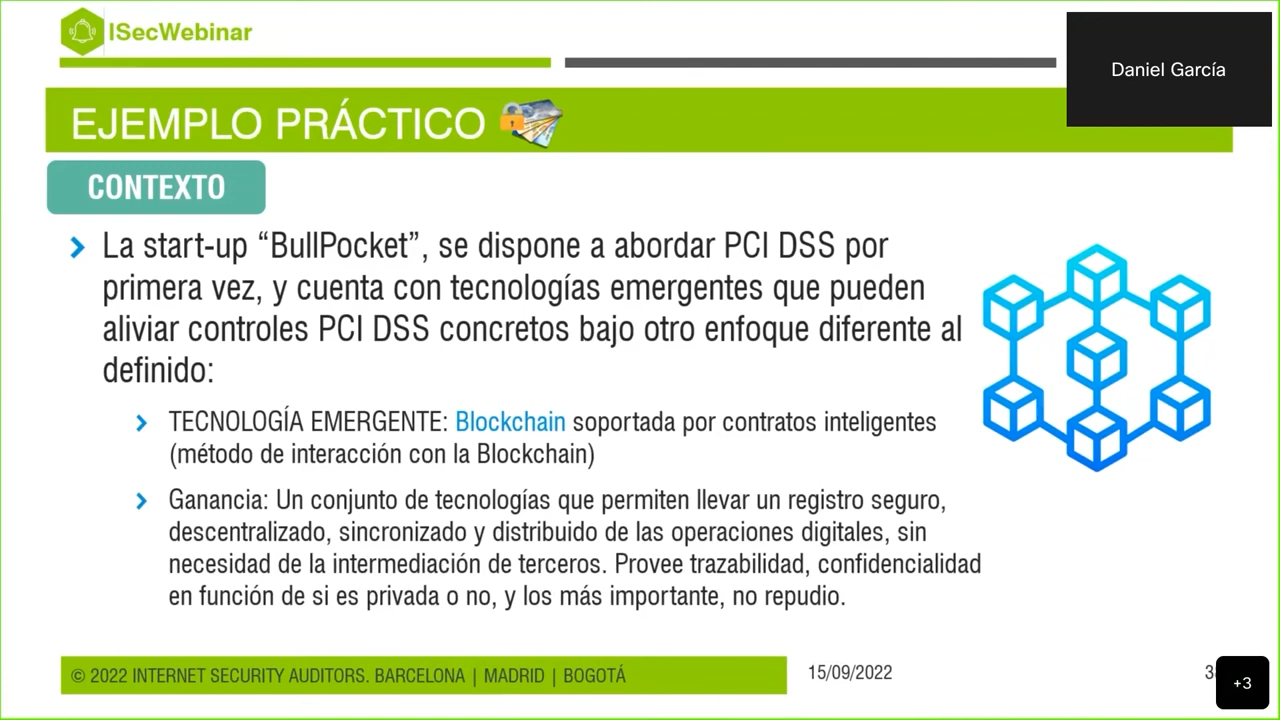 ISecWebinar
Daniel García
EJEMPLO PRÁCTICO
CONTEXTO
La start-up “BullPocket”, se dispone a abordar PCI DSS por
primera vez, y cuenta con tecnologías emergentes que pueden
aliviar controles PCI DSS concretos bajo otro enfoque diferente al
definido:
TECNOLOGÍA EMERGENTE: Blockchain soportada por contratos inteligentes
(método de interacción con la Blockchain)
Ganancia: Un conjunto de tecnologías que permiten llevar un registro seguro,
descentralizado, sincronizado y distribuido de las operaciones digitales, sin
necesidad de la intermediación de terceros. Provee trazabilidad, confidencialidad
en función de si es privada o no, y los más importante, no repudio.
© 2022 INTERNET SECURITY AUDITORS. BARCELONA | MADRID | BOGOTÁ
15/09/2022
+3